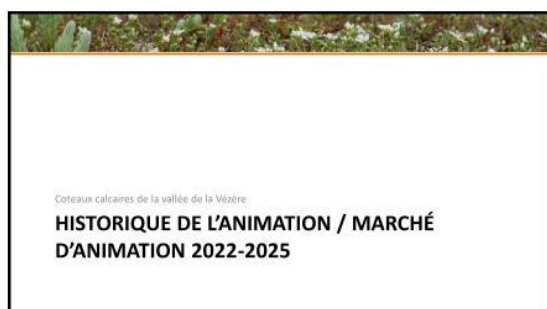 Coteaux calcaires de la vallée de la Vézère
HISTORIQUE DE L'ANIMATION / MARCHÉ
D'ANIMATION 2022-2025